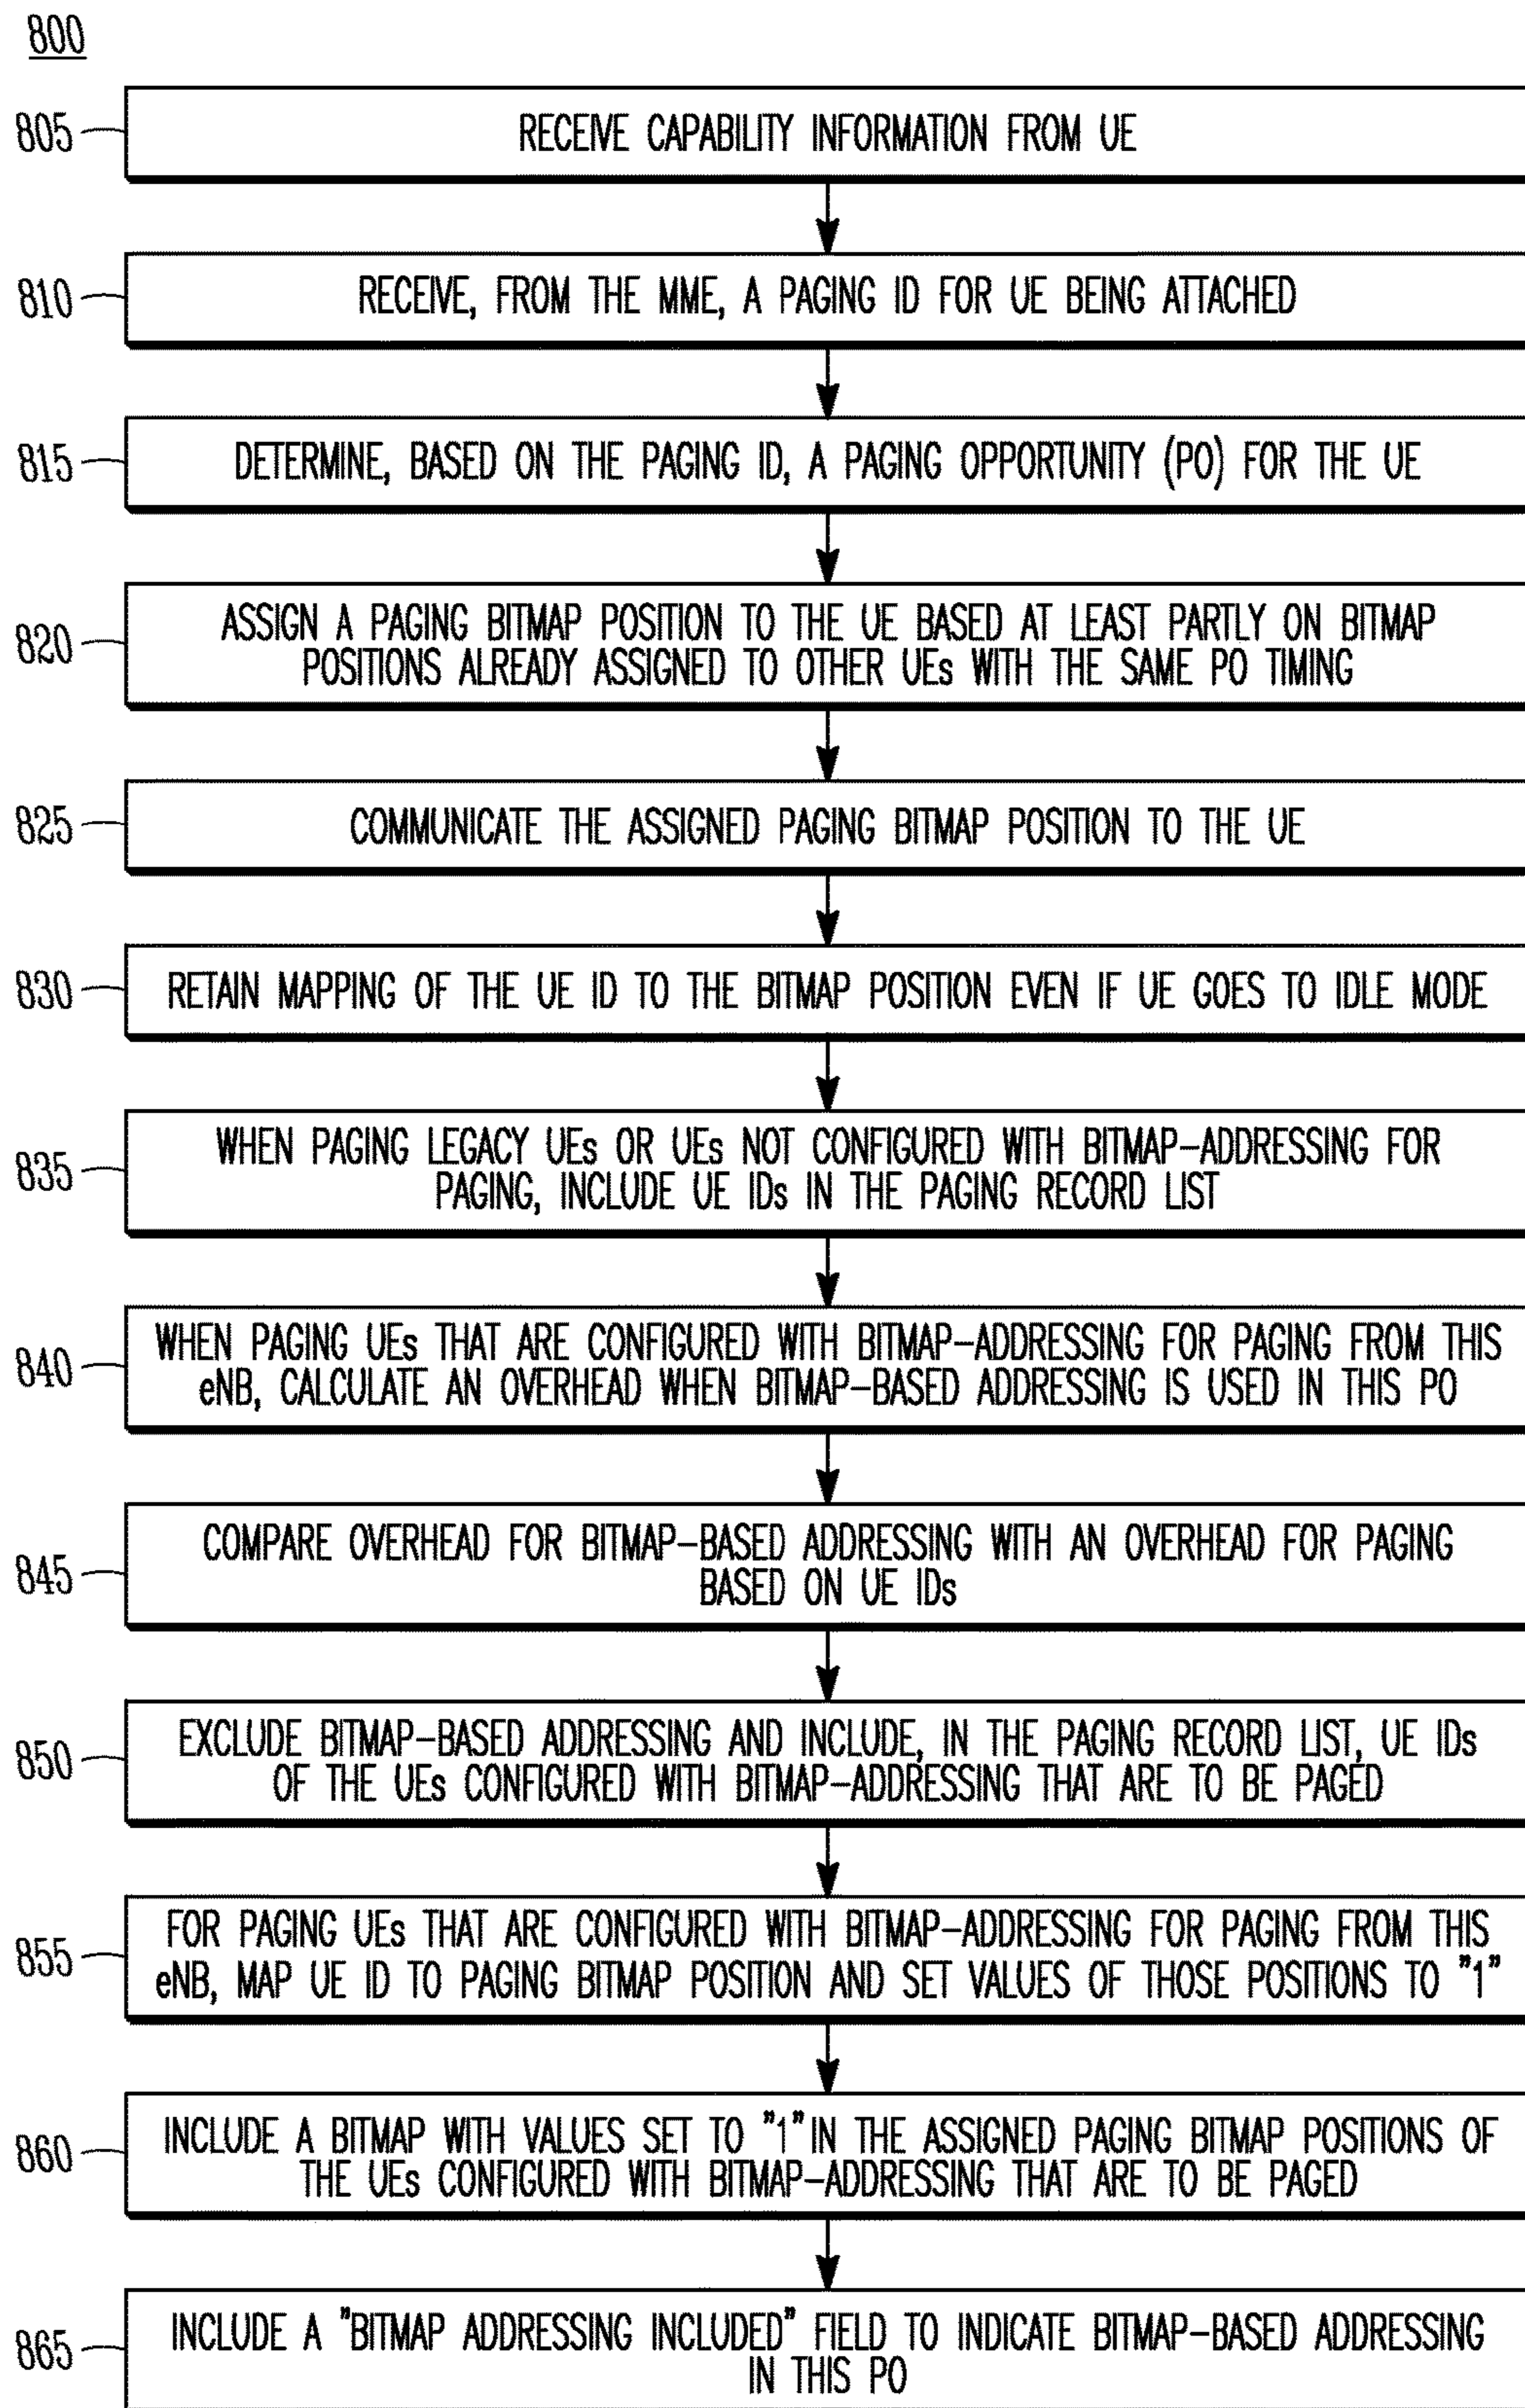 800
805
RECEIVE CAPABILITY INFORMATION FROM UE
810
RECEIVE, FROM THE MME, A PAGING ID FOR UE BEING ATTACHED
815
DETERMINE, BASED ON THE PAGING ID, A PAGING OPPORTUNITY (PO) FOR THE UE
820
ASSIGN A PAGING BITMAP POSITION TO THE UE BASED AT LEAST PARTLY ON BITMAP
POSITIONS ALREADY ASSIGNED TO OTHER UEs WITH THE SAME PO TIMING
825
COMMUNICATE THE ASSIGNED PAGING BITMAP POSITION TO THE UE
830
RETAIN MAPPING OF THE UE ID TO THE BITMAP POSITION EVEN IF UE GOES TO IDLE MODE
835
WHEN PAGING LEGACY UEs OR UEs NOT CONFIGURED WITH BITMAP-ADDRESSING FOR
PAGING, INCLUDE UE IDs IN THE PAGING RECORD LIST
840
WHEN PAGING UEs THAT ARE CONFIGURED WITH BITMAP-ADDRESSING FOR PAGING FROM THIS
eNB, CALCULATE AN OVERHEAD WHEN BITMAP-BASED ADDRESSING IS USED IN THIS PO
845
COMPARE OVERHEAD FOR BITMAP-BASED ADDRESSING WITH AN OVERHEAD FOR PAGING
BASED ON UE IDs
850
EXCLUDE BITMAP-BASED ADDRESSING AND INCLUDE, IN THE PAGING RECORD LIST, UE IDs
OF THE UEs CONFIGURED WITH BITMAP-ADDRESSING THAT ARE TO BE PAGED
855
FOR PAGING UEs THAT ARE CONFIGURED WITH BITMAP-ADDRESSING FOR PAGING FROM THIS
eNB, MAP UE ID TO PAGING BITMAP POSITION AND SET VALUES OF THOSE POSITIONS TO "1"
860
INCLUDE A BITMAP WITH VALUES SET TO "1" IN THE ASSIGNED PAGING BITMAP POSITIONS OF
THE UEs CONFIGURED WITH BITMAP-ADDRESSING THAT ARE TO BE PAGED
865
INCLUDE A "BITMAP ADDRESSING INCLUDED" FIELD TO INDICATE BITMAP-BASED ADDRESSING
IN THIS PO